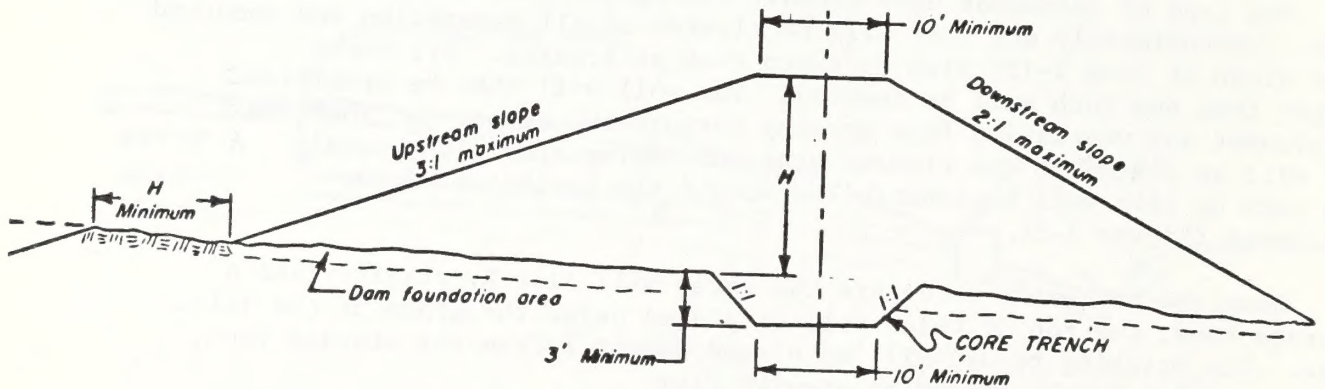 10' Minimum
Upstream slope
3:1 maximum
Downstream slope
2:1 maximum
H
H
Minimum
Dam foundation area
1:1
1:1
3' Minimum
CORE TRENCH
10' Minimum